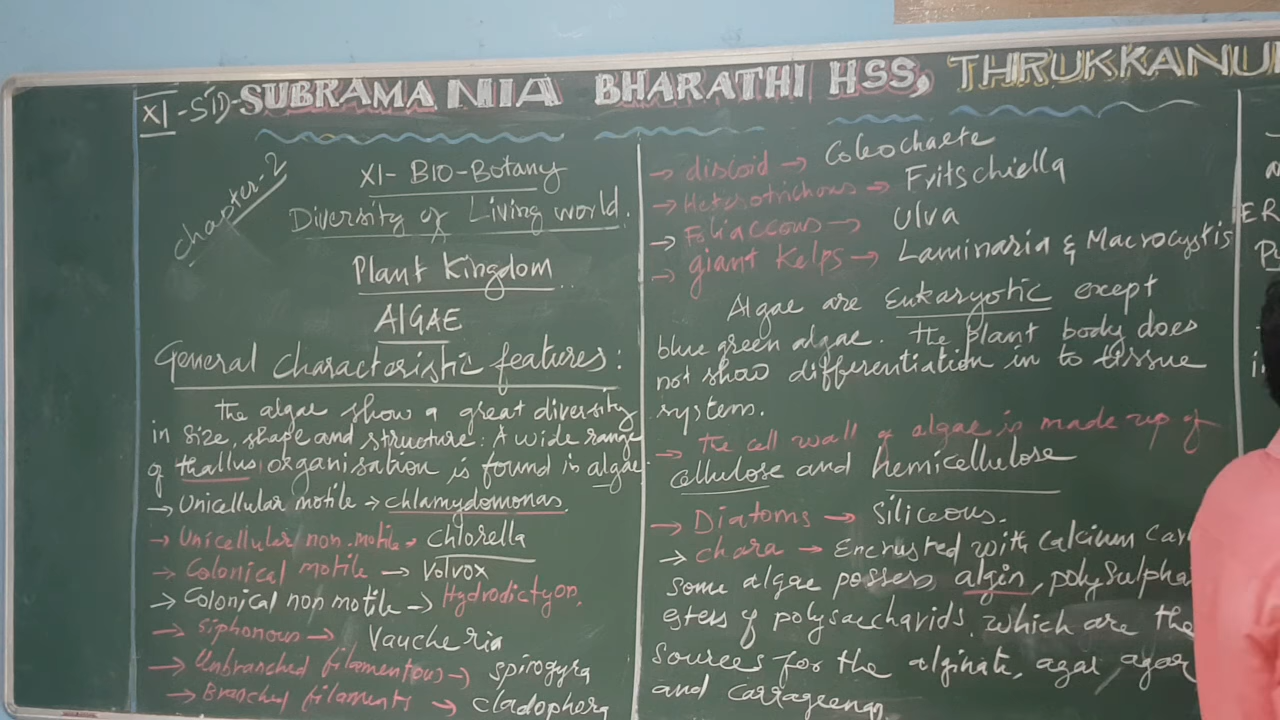 XI-STD-SUBRAMANIA BHARATHI HSS, THIRUKKANU
chapter-2
XI- BIO-Botany
Diversity of Living world.
Plant Kingdom
AlGAE
General characteristic features:
the algae show a great diversity
in size, shape and structure: A wide range
of thallus organisation is found in algae.
→ Unicellular motile → chlamydomonas.
→ Unicellular non-motile → chlorella
→ Colonical motile → Volvox
→ Colonical non motile → Hydrodictyon,
→ Siphonous → Vaucheria
→ Unbranched filamentous → spirogyra
→ Branched filaments → cladophora
→ discoid → Coleochaete
→ Heterotrichous → Fritschiella
→ Foliaccous → Ulva
→ giant Kelps → Laminaria & Macrocystis
Algae are Eukaryotic except
blue green algae. the plant body does
not show differentiation in to tissue
system.
→ the cell wall of algae is made up of
cellulose and hemicellulose
→ Diatoms → Siliceous.
→ chara → Encrusted with calcium Car
some algae possess algin, polysulpha
esters of polysaccharids, which are the
sources for the alginate, agar agar
and Carrageenan
ER